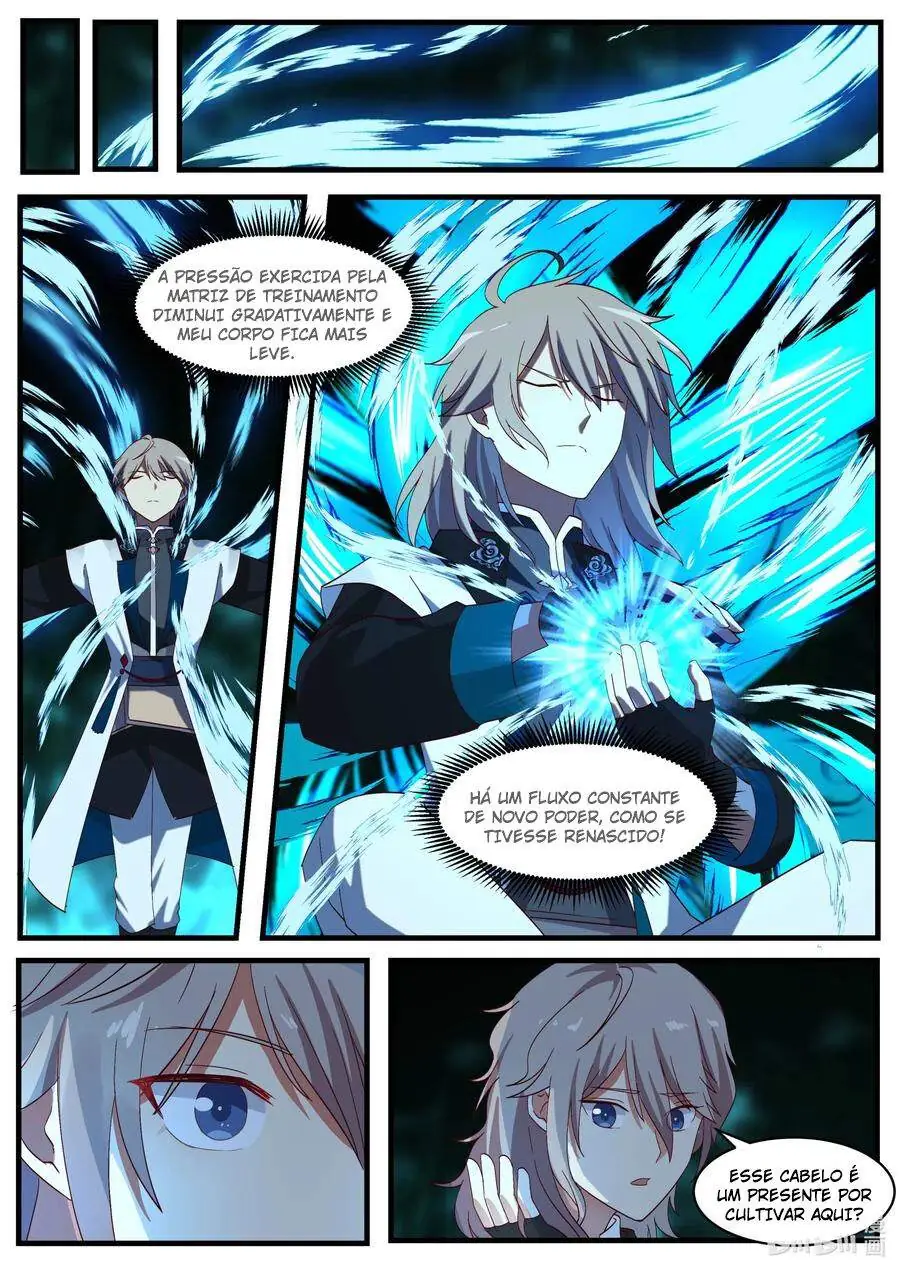 A PRESSÃO EXERCIDA PELA
MATRIZ DE TREINAMENTO
DIMINUI GRADATIVAMENTE E
MEU CORPO FICA MAIS
LEVE.
HÁ UM FLUXO CONSTANTE
DE NOVO PODER, COMO SE
TIVESSE RENASCIDO!
ESSE CABELO É
UM PRESENTE POR
CULTIVAR AQUI?